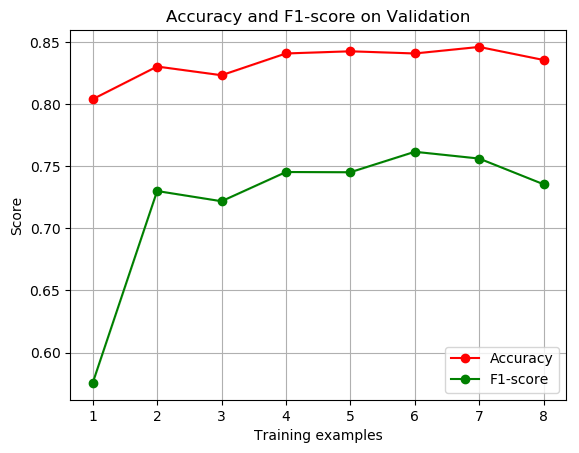 Accuracy and F1-score on Validation
0.85
0.80
0.75
0.70
0.65
0.60
Score
1 2 3 4 5 6 7 8
Training examples
Accuracy
F1-score